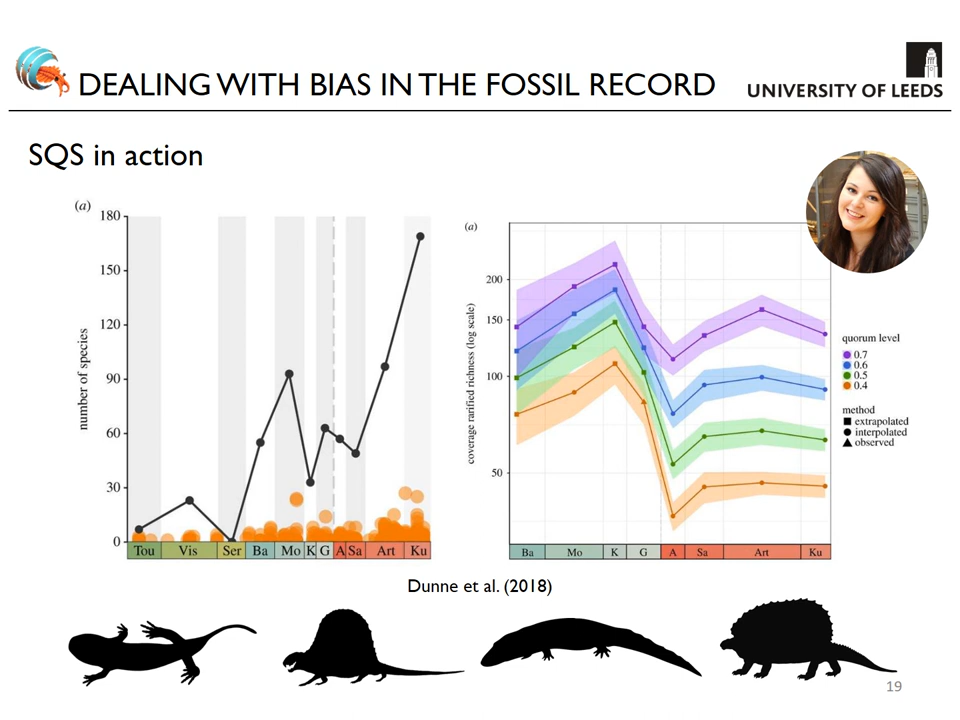 DEALING WITH BIAS IN THE FOSSIL RECORD
UNIVERSITY OF LEEDS
SQS in action
(a)
180
150
120
90
60
30
0
number of species
Tou Vis Ser Ba Mo K G A Sa Art Ku
(a)
200
150
100
50
coverage rarified richness (log scale)
Ba Mo K G A Sa Art Ku
quorum level
0.7
0.6
0.5
0.4
method
extrapolated
interpolated
observed
Dunne et al. (2018)
19